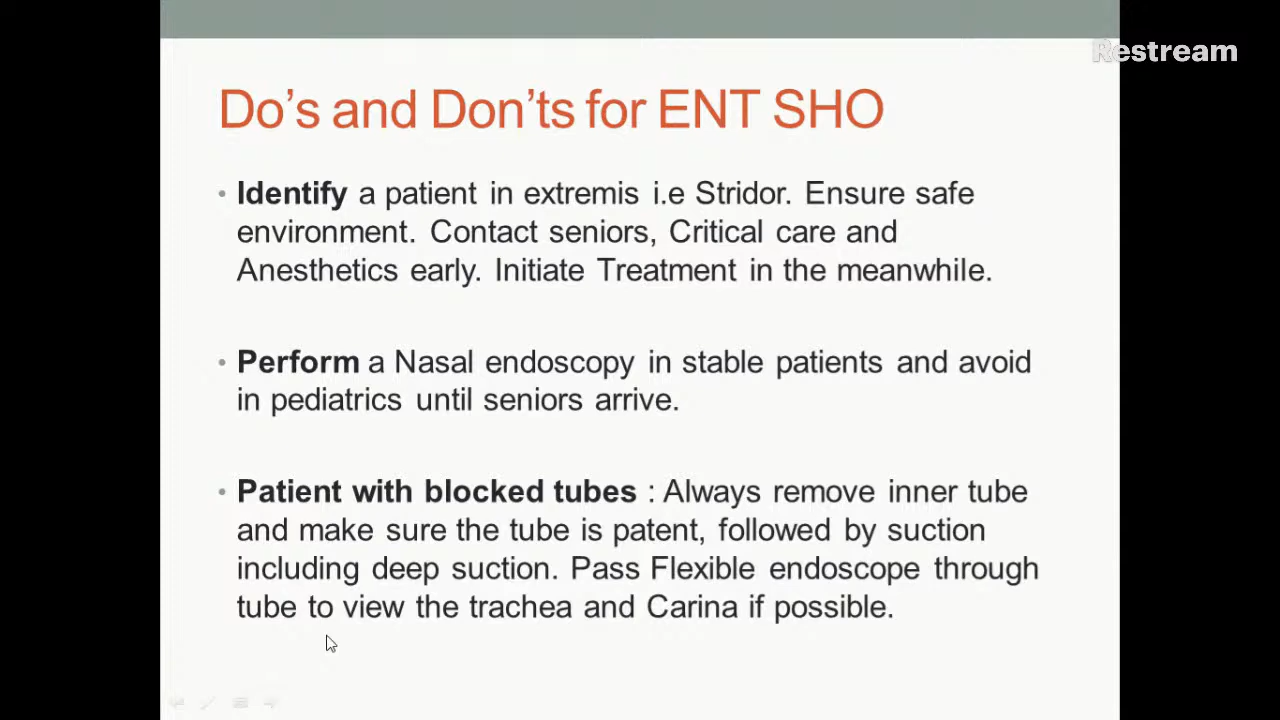 Restream
Do's and Don'ts for ENT SHO
• Identify a patient in extremis i.e Stridor. Ensure safe
environment. Contact seniors, Critical care and
Anesthetics early. Initiate Treatment in the meanwhile.
• Perform a Nasal endoscopy in stable patients and avoid
in pediatrics until seniors arrive.
• Patient with blocked tubes : Always remove inner tube
and make sure the tube is patent, followed by suction
including deep suction. Pass Flexible endoscope through
tube to view the trachea and Carina if possible.